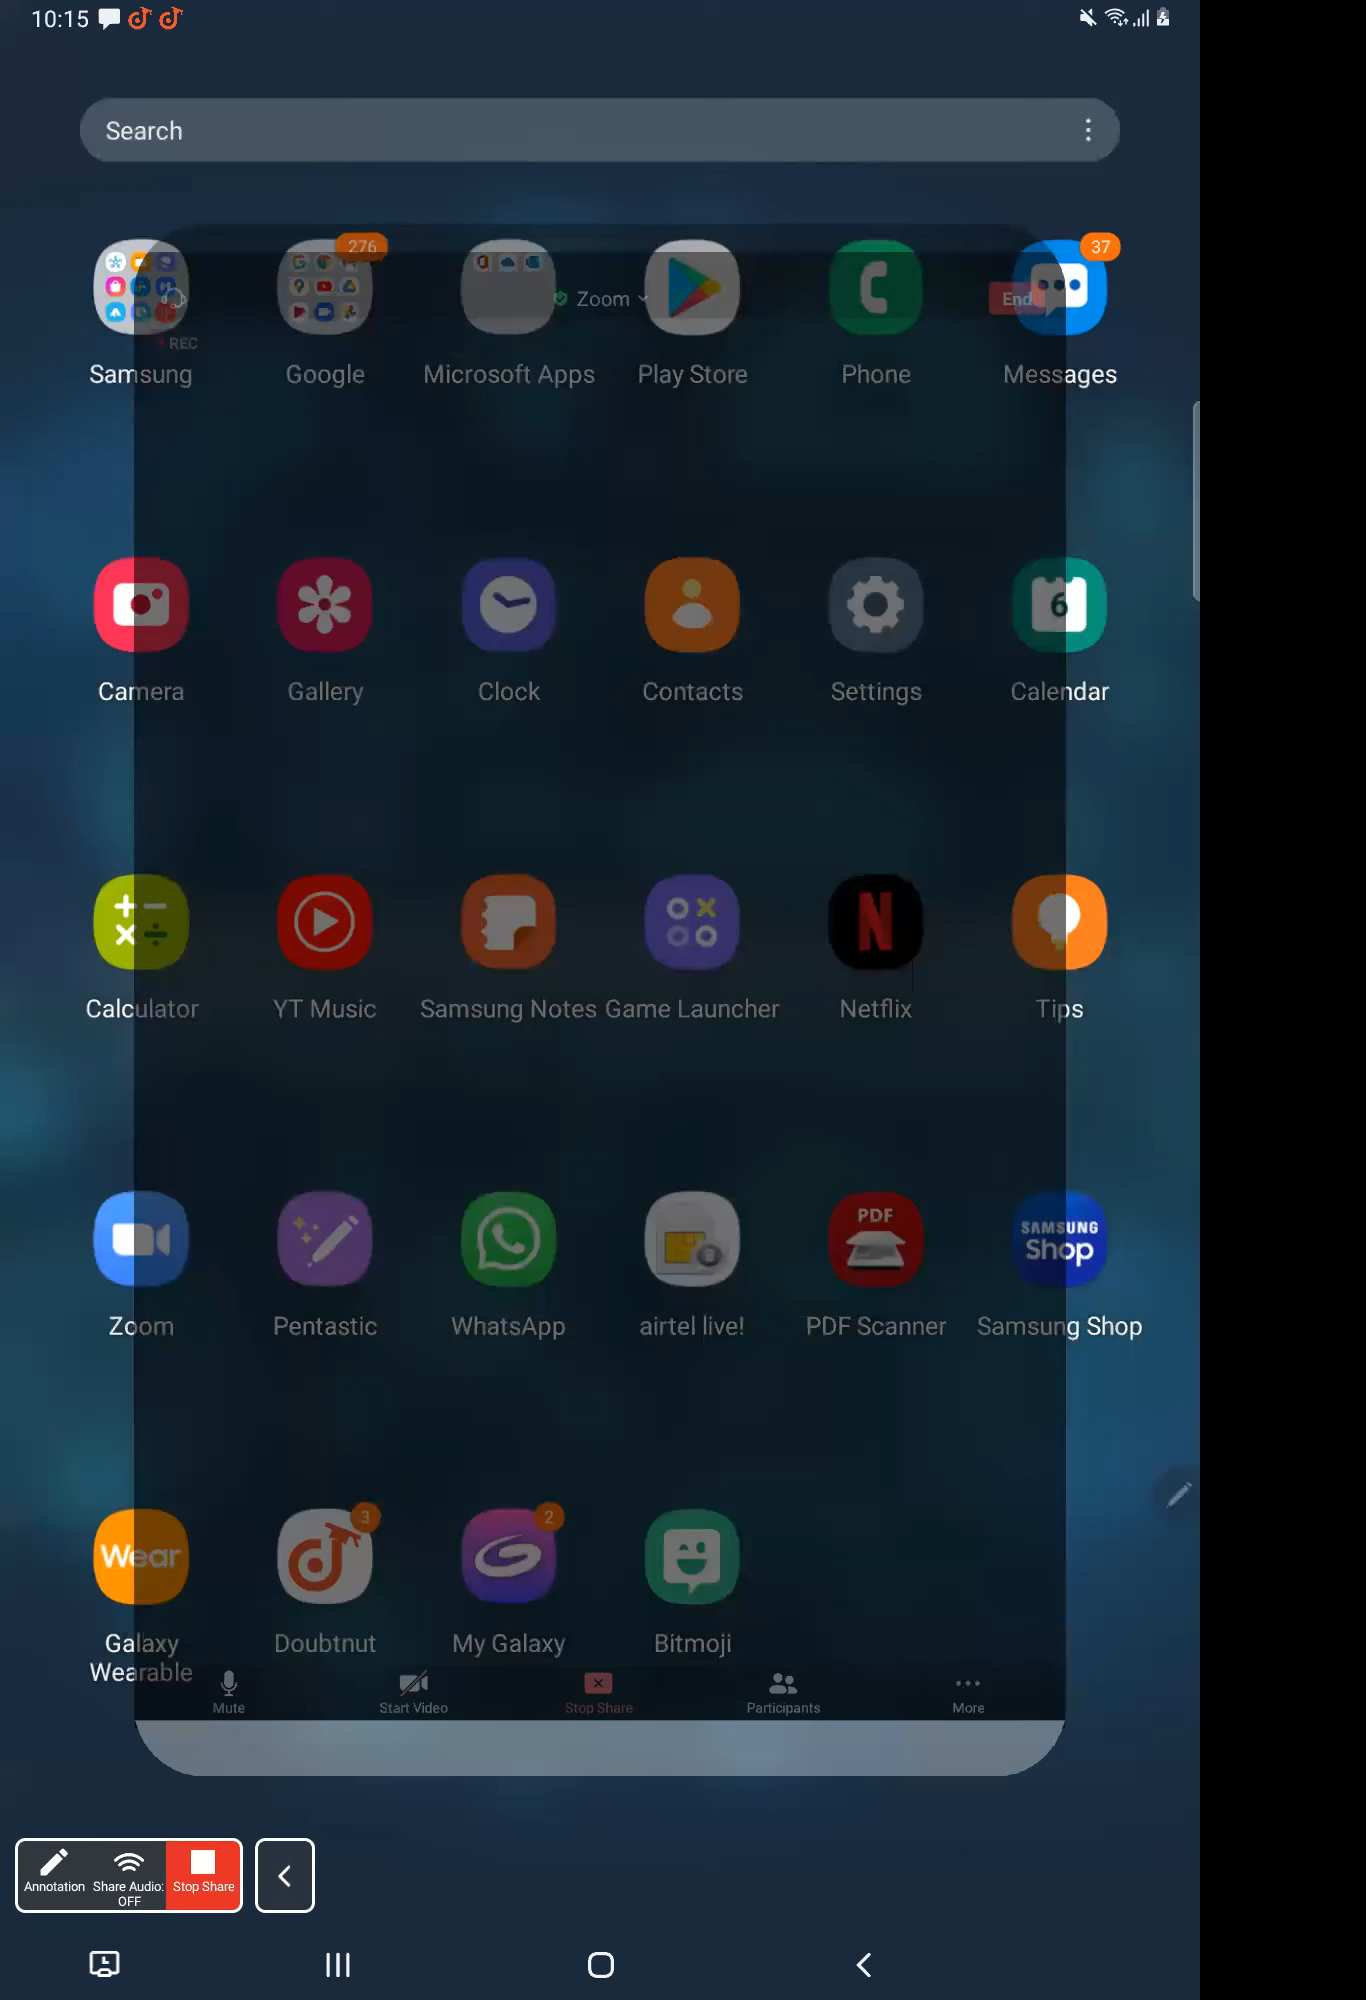 10:15
Search
276
37
Zoom
End
REC
Samsung
Google
Microsoft Apps
Play Store
Phone
Messages
6
Camera
Gallery
Clock
Contacts
Settings
Calendar
N
Calculator
YT Music
Samsung Notes
Game Launcher
Netflix
Tips
PDF
SAMSUNG
Shop
Zoom
Pentastic
WhatsApp
airtel live!
PDF Scanner
Samsung Shop
Wear
3
2
Galaxy
Wearable
Doubtnut
My Galaxy
Bitmoji
Mute
Start Video
Stop Share
Participants
More
Annotation
Share Audio:
OFF
Stop Share